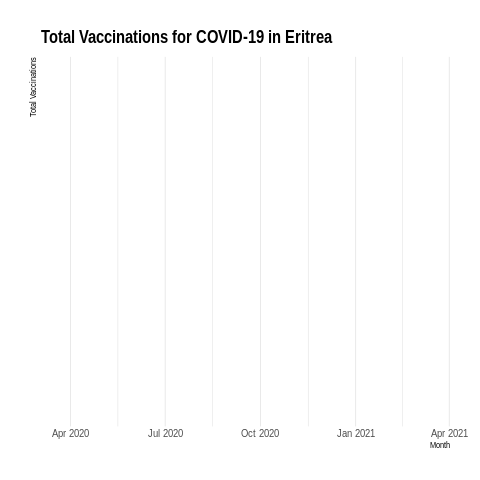 Total Vaccinations for COVID-19 in Eritrea
Total Vaccinations
Apr 2020 Jul 2020 Oct 2020 Jan 2021 Apr 2021
Month